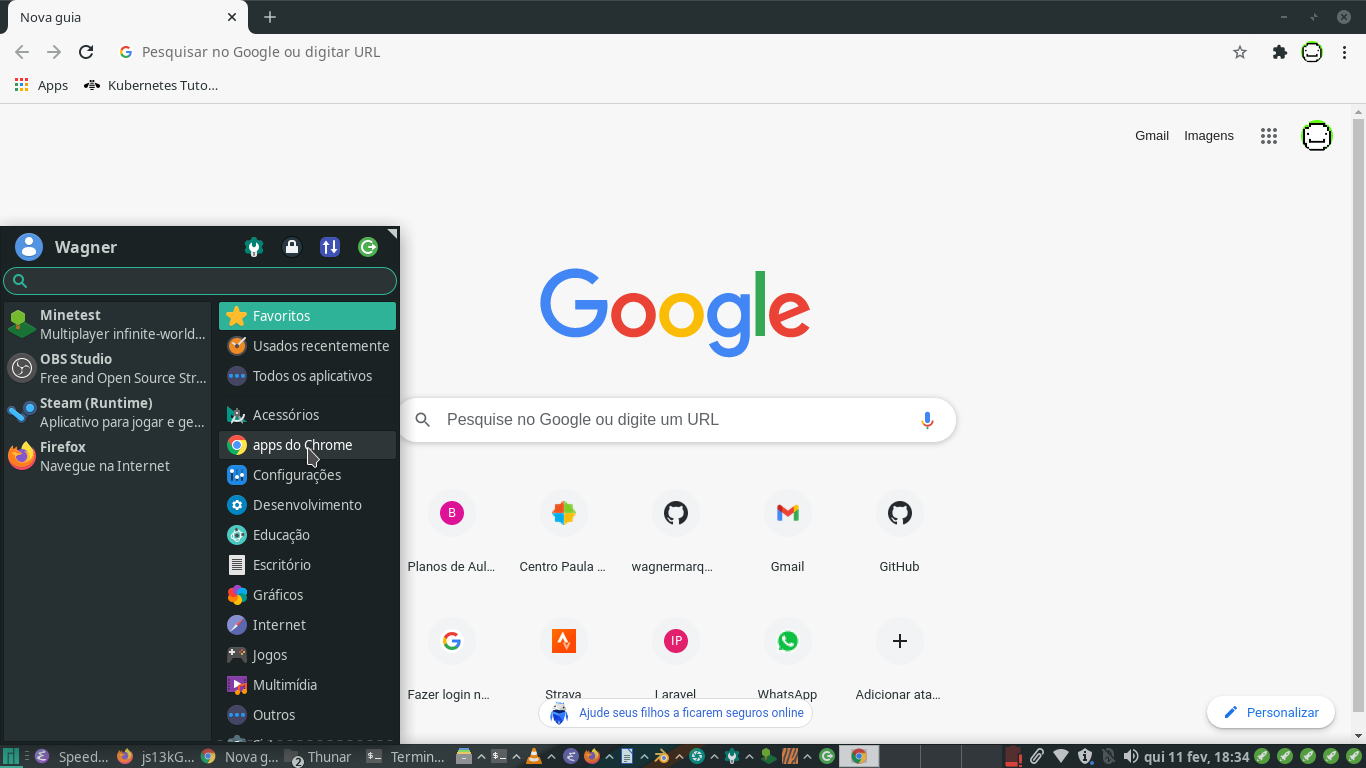 Nova guia
Pesquisar no Google ou digitar URL
Apps
Kubernetes Tuto...
Gmail
Imagens
Wagner
Minetest
Multiplayer infinite-world...
OBS Studio
Free and Open Source Str...
Steam (Runtime)
Aplicativo para jogar e ge...
Firefox
Navegue na Internet
Favoritos
Usados recentemente
Todos os aplicativos
Acessórios
apps do Chrome
Configurações
Desenvolvimento
Educação
Escritório
Gráficos
Internet
Jogos
Multimídia
Outros
Google
Pesquise no Google ou digite um URL
B
Planos de Aul...
Centro Paula ...
wagnermarq...
Gmail
GitHub
Fazer login n...
Strava
IP
Laravel
WhatsApp
Adicionar ata...
Ajude seus filhos a ficarem seguros online
Personalizar
Speed...
js13kG...
Nova g...
2
Thunar
Termin...
qui 11 fev, 18:34